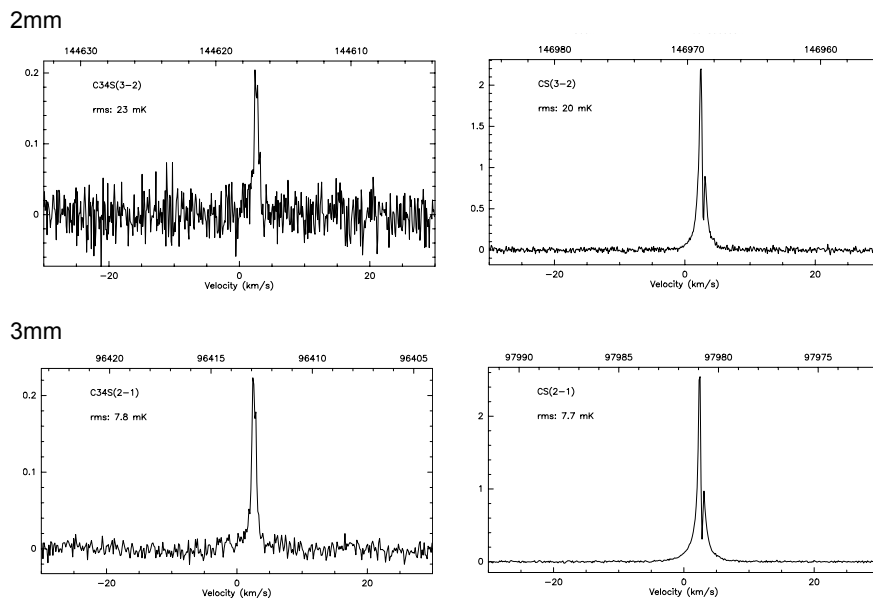 2mm
144630 144620 144610
0.2
C34S(3-2)
rms: 23 mK
0.1
0
-20 0 20
Velocity (km/s)
146980 146970 146960
2
CS(3-2)
rms: 20 mK
1.5
1
0.5
0
-20 0 20
Velocity (km/s)
3mm
96420 96415 96410 96405
0.2
C34S(2-1)
rms: 7.8 mK
0.1
0
-20 0 20
Velocity (km/s)
97990 97985 97980 97975
CS(2-1)
2
rms: 7.7 mK
1
0
-20 0 20
Velocity (km/s)